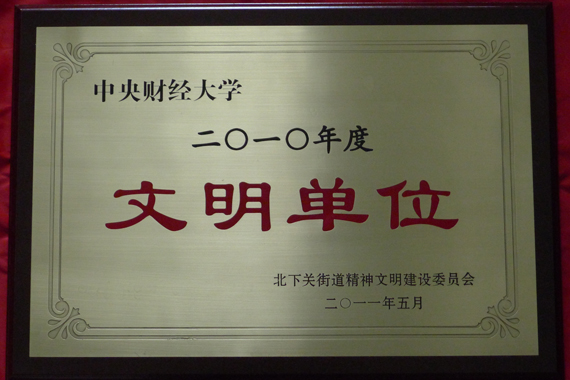 中央财经大学
二〇一〇年度
文明单位
北下关街道精神文明建设委员会
二〇一一年五月